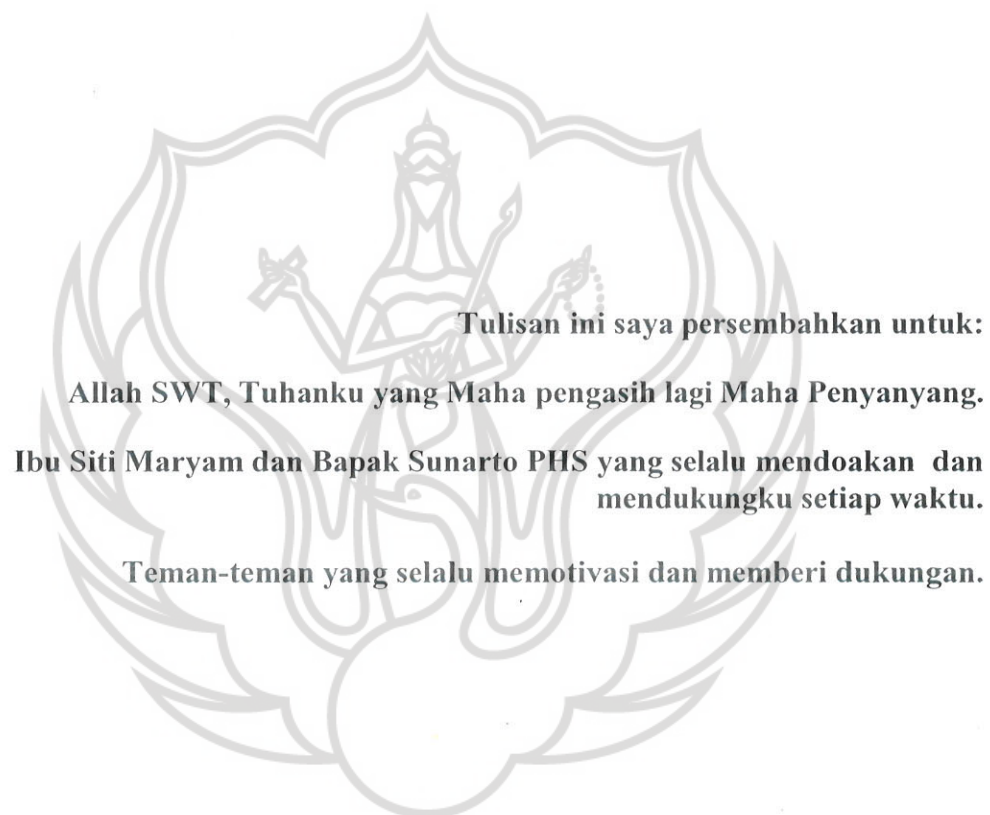 Tulisan ini saya persembahkan untuk:
Allah SWT, Tuhanku yang Maha pengasih lagi Maha Penyanyang.
Ibu Siti Maryam dan Bapak Sunarto PHS yang selalu mendoakan dan
mendukungku setiap waktu.
Teman-teman yang selalu memotivasi dan memberi dukungan.